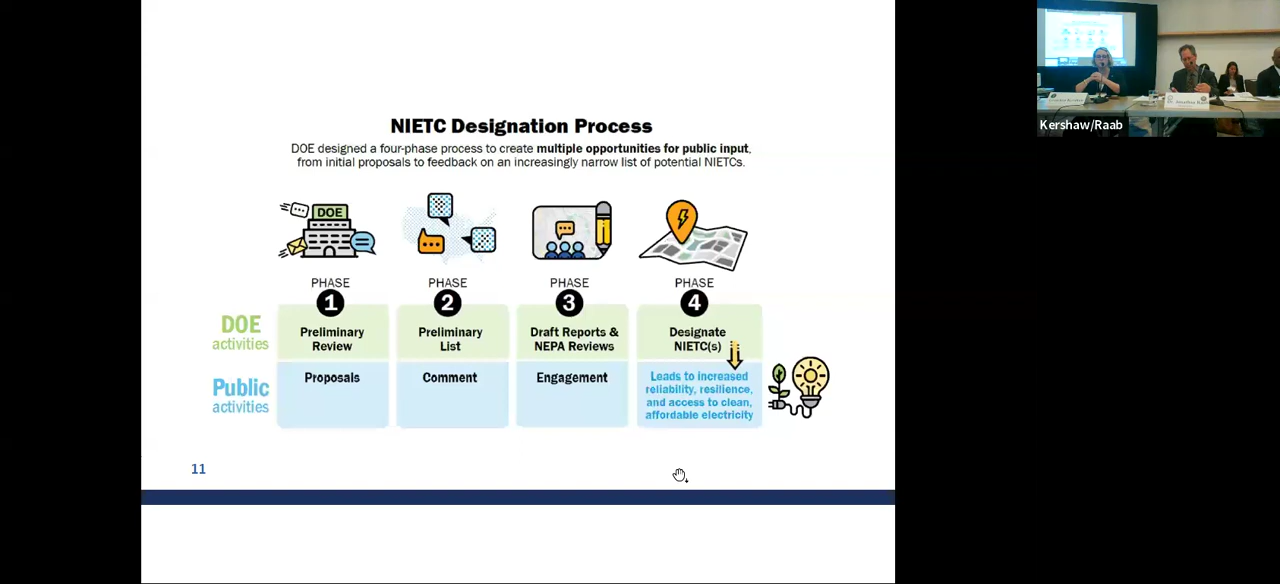 NIETC Designation Process
DOE designed a four-phase process to create multiple opportunities for public input,
from initial proposals to feedback on an increasingly narrow list of potential NIETCs.
DOE
PHASE
1
PHASE
2
PHASE
3
PHASE
4
DOE
activities
Preliminary
Review
Preliminary
List
Draft Reports &
NEPA Reviews
Designate
NIETC(s)
Public
activities
Proposals
Comment
Engagement
Leads to increased
reliability, resilience,
and access to clean,
affordable electricity
11
Kershaw/Raab